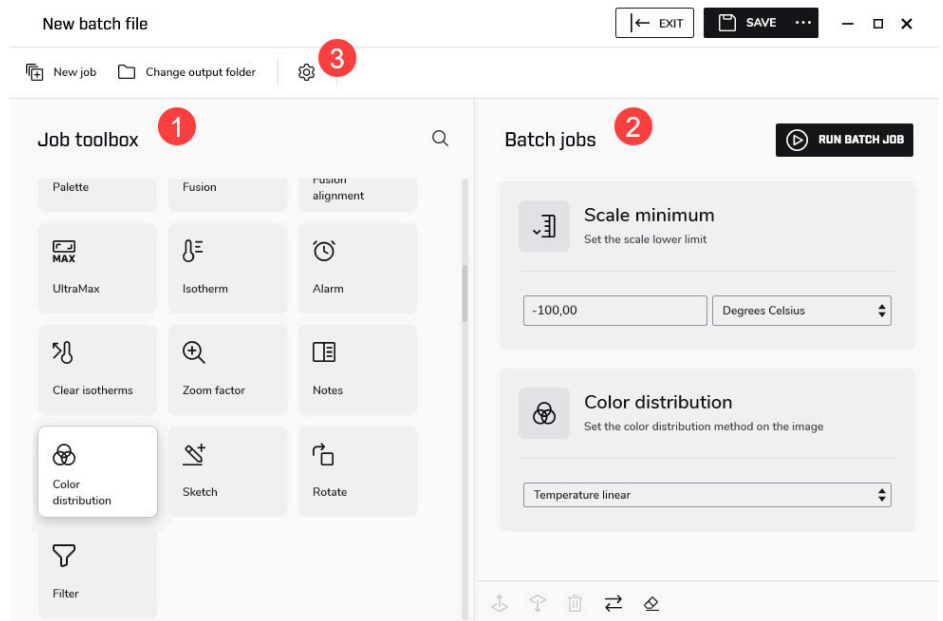 New batch file
EXIT
SAVE ...
New job
Change output folder
3
Job toolbox
1
Palette
Fusion
Fusion
alignment
MAX
UltraMax
Isotherm
Alarm
Clear isotherms
Zoom factor
Notes
Color
distribution
Sketch
Rotate
Filter
Batch jobs
2
RUN BATCH JOB
Scale minimum
Set the scale lower limit
-100,00
Degrees Celsius
Color distribution
Set the color distribution method on the image
Temperature linear